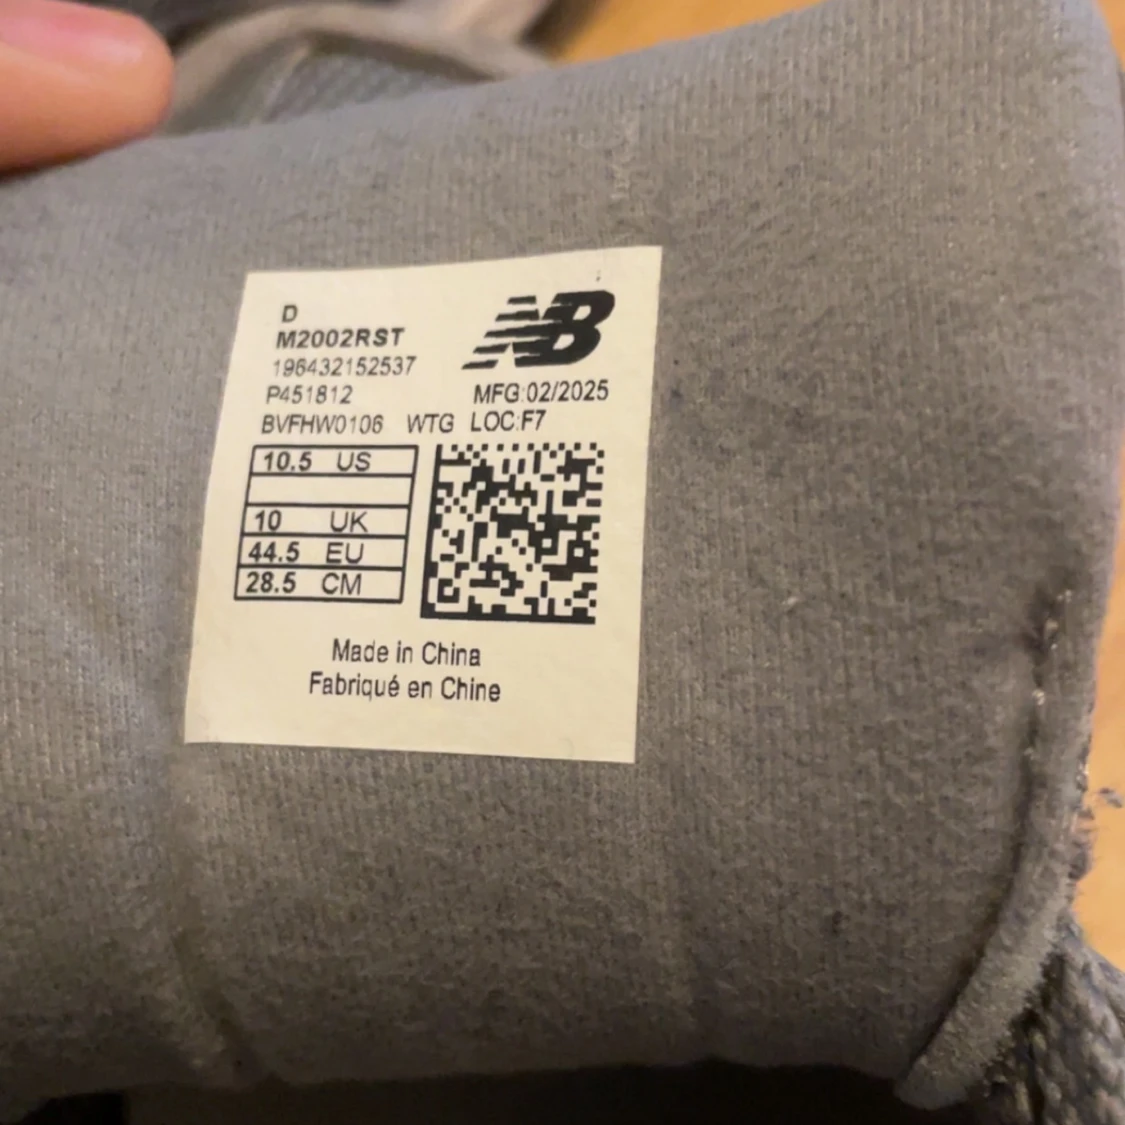 D
M2002RST
196432152537
P451812
BVFHW0106 WTG LOC:F7
NB
MFG:02/2025
10.5 US
10 UK
44.5 EU
28.5 CM
Made in China
Fabriqué en Chine